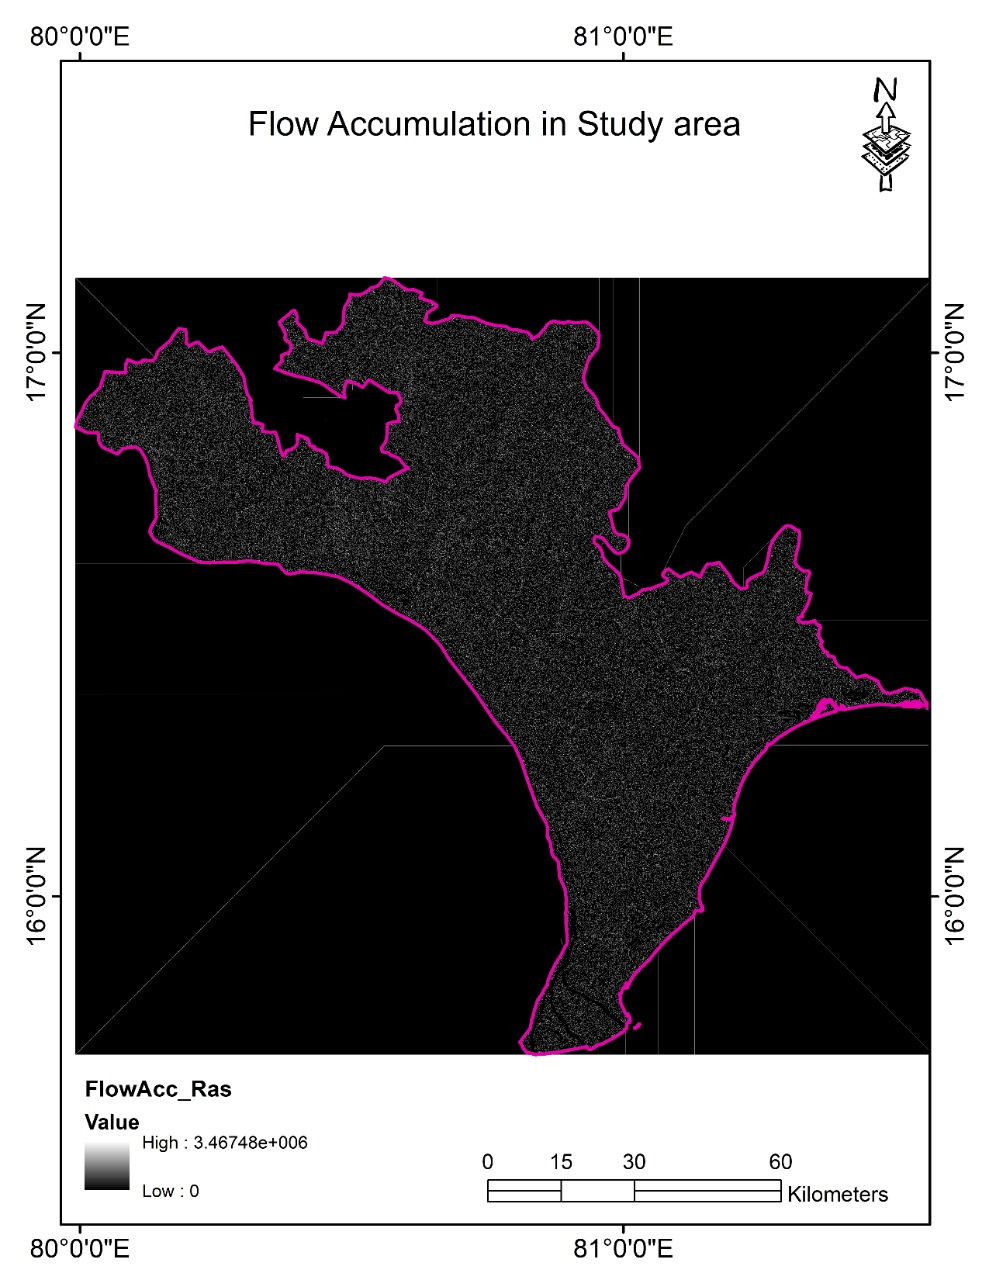 80°0'0"E 81°0'0"E
N
Flow Accumulation in Study area
17°0'0"N 17°0'0"N
16°0'0"N 16°0'0"N
FlowAcc_Ras
Value
High : 3.46748e+006
Low : 0
0 15 30 60
Kilometers
80°0'0"E 81°0'0"E